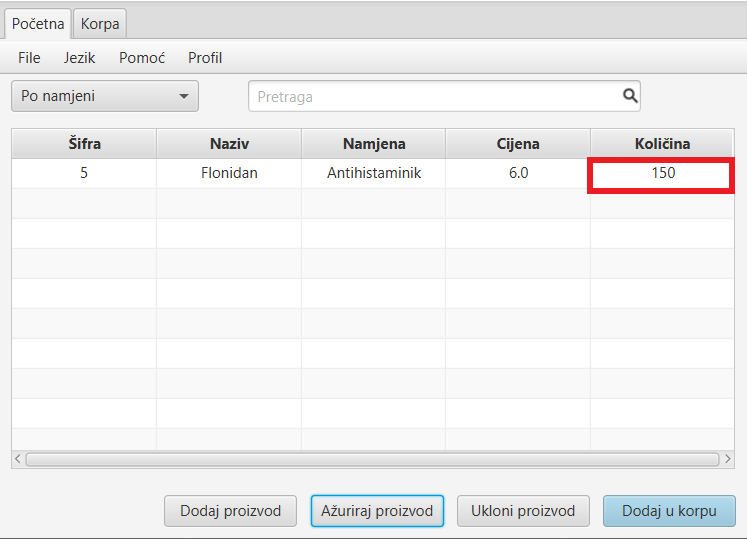 Početna Korpa
File Jezik Pomoć Profil
Po namjeni Pretraga
Šifra Naziv Namjena Cijena Količina
5 Flonidan Antihistaminik 6.0 150
Dodaj proizvod Ažuriraj proizvod Ukloni proizvod Dodaj u korpu